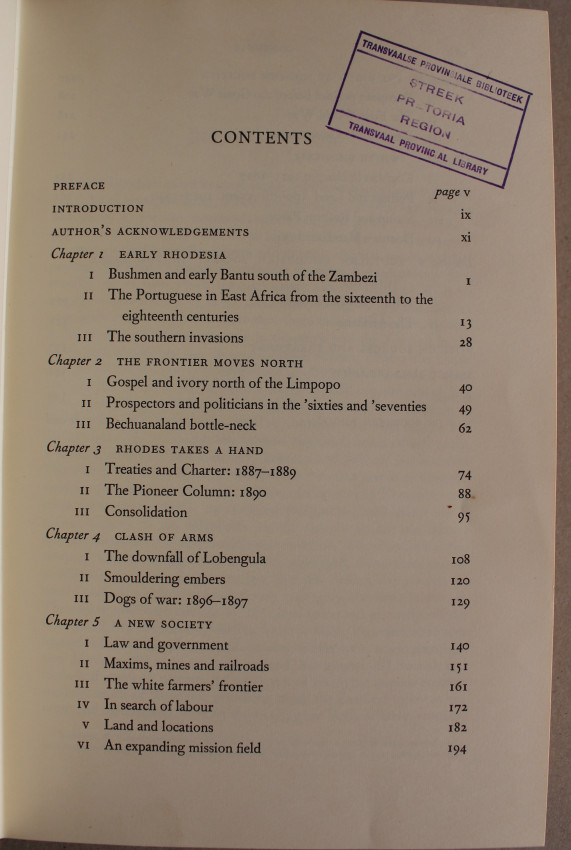 TRANSVAALSE PROVINSIALE BIBLIOTEEK
STREEK
PRETORIA
REGION
TRANSVAAL PROVINCIAL LIBRARY
CONTENTS
PREFACE page v
INTRODUCTION ix
AUTHOR'S ACKNOWLEDGEMENTS xi
Chapter 1 EARLY RHODESIA
I Bushmen and early Bantu south of the Zambezi 1
II The Portuguese in East Africa from the sixteenth to the
eighteenth centuries 13
III The southern invasions 28
Chapter 2 THE FRONTIER MOVES NORTH
I Gospel and ivory north of the Limpopo 40
II Prospectors and politicians in the 'sixties and 'seventies 49
III Bechuanaland bottle-neck 62
Chapter 3 RHODES TAKES A HAND
I Treaties and Charter: 1887–1889 74
II The Pioneer Column: 1890 88
III Consolidation 95
Chapter 4 CLASH OF ARMS
I The downfall of Lobengula 108
II Smouldering embers 120
III Dogs of war: 1896–1897 129
Chapter 5 A NEW SOCIETY
I Law and government 140
II Maxims, mines and railroads 151
III The white farmers' frontier 161
IV In search of labour 172
V Land and locations 182
VI An expanding mission field 194